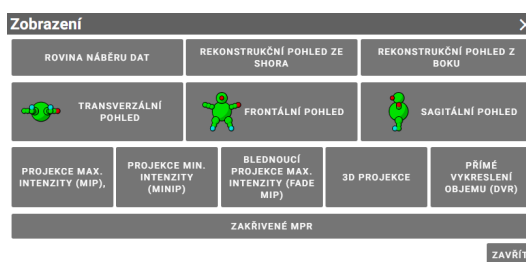 Zobrazení
ROVINA NÁBĚRU DAT
REKONSTRUKČNÍ POHLED ZE
SHORA
REKONSTRUKČNÍ POHLED Z
BOKU
TRANSVERZÁLNÍ
POHLED
FRONTÁLNÍ POHLED
SAGITÁLNÍ POHLED
PROJEKCE MAX.
INTENZITY (MIP),
PROJEKCE MIN.
INTENZITY
(MINIP)
BLEDNOUCÍ
PROJEKCE MAX.
INTENZITY (FADE
MIP)
3D PROJEKCE
PŘÍMÉ
VYKRESLENÍ
OBJEMU (DVR)
ZAKŘIVENÉ MPR
ZAVŘÍT